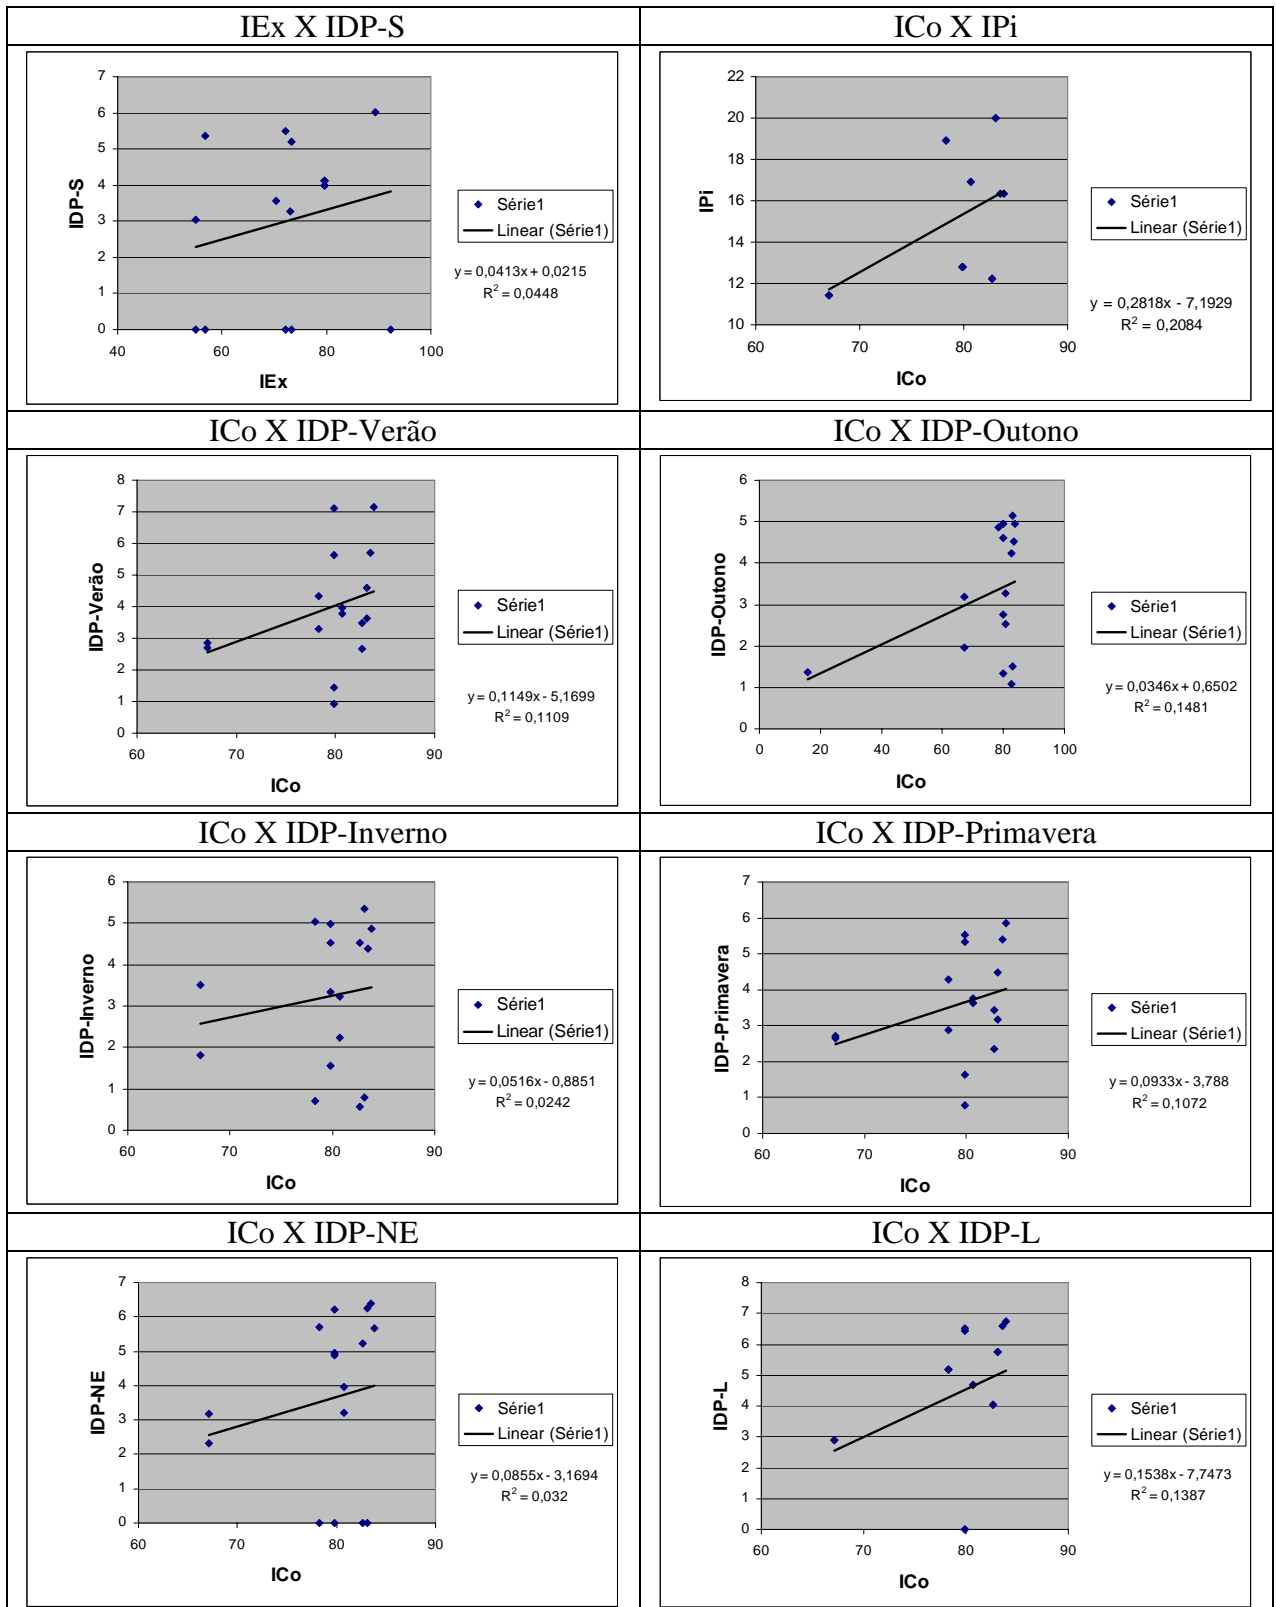 IEx X IDP-S
ICo X IPi
7
6
5
4
3
2
1
0
40
60
80
100
IDP-S
IEx
Série1
Linear (Série1)
y = 0,0413x + 0,0215
R² = 0,0448
22
20
18
16
14
12
10
60
70
80
90
IPi
ICo
Série1
Linear (Série1)
y = 0,2818x - 7,1929
R² = 0,2084
ICo X IDP-Verão
ICo X IDP-Outono
8
7
6
5
4
3
2
1
0
60
70
80
90
IDP-Verão
ICo
Série1
Linear (Série1)
y = 0,1149x - 5,1699
R² = 0,1109
6
5
4
3
2
1
0
0
20
40
60
80
100
IDP-Outono
ICo
Série1
Linear (Série1)
y = 0,0346x + 0,6502
R² = 0,1481
ICo X IDP-Inverno
ICo X IDP-Primavera
6
5
4
3
2
1
0
60
70
80
90
IDP-Inverno
ICo
Série1
Linear (Série1)
y = 0,0516x - 0,8851
R² = 0,0242
7
6
5
4
3
2
1
0
60
70
80
90
IDP-Primavera
ICo
Série1
Linear (Série1)
y = 0,0933x - 3,788
R² = 0,1072
ICo X IDP-NE
ICo X IDP-L
7
6
5
4
3
2
1
0
60
70
80
90
IDP-NE
ICo
Série1
Linear (Série1)
y = 0,0855x - 3,1694
R² = 0,032
8
7
6
5
4
3
2
1
0
60
70
80
90
IDP-L
ICo
Série1
Linear (Série1)
y = 0,1538x - 7,7473
R² = 0,1387